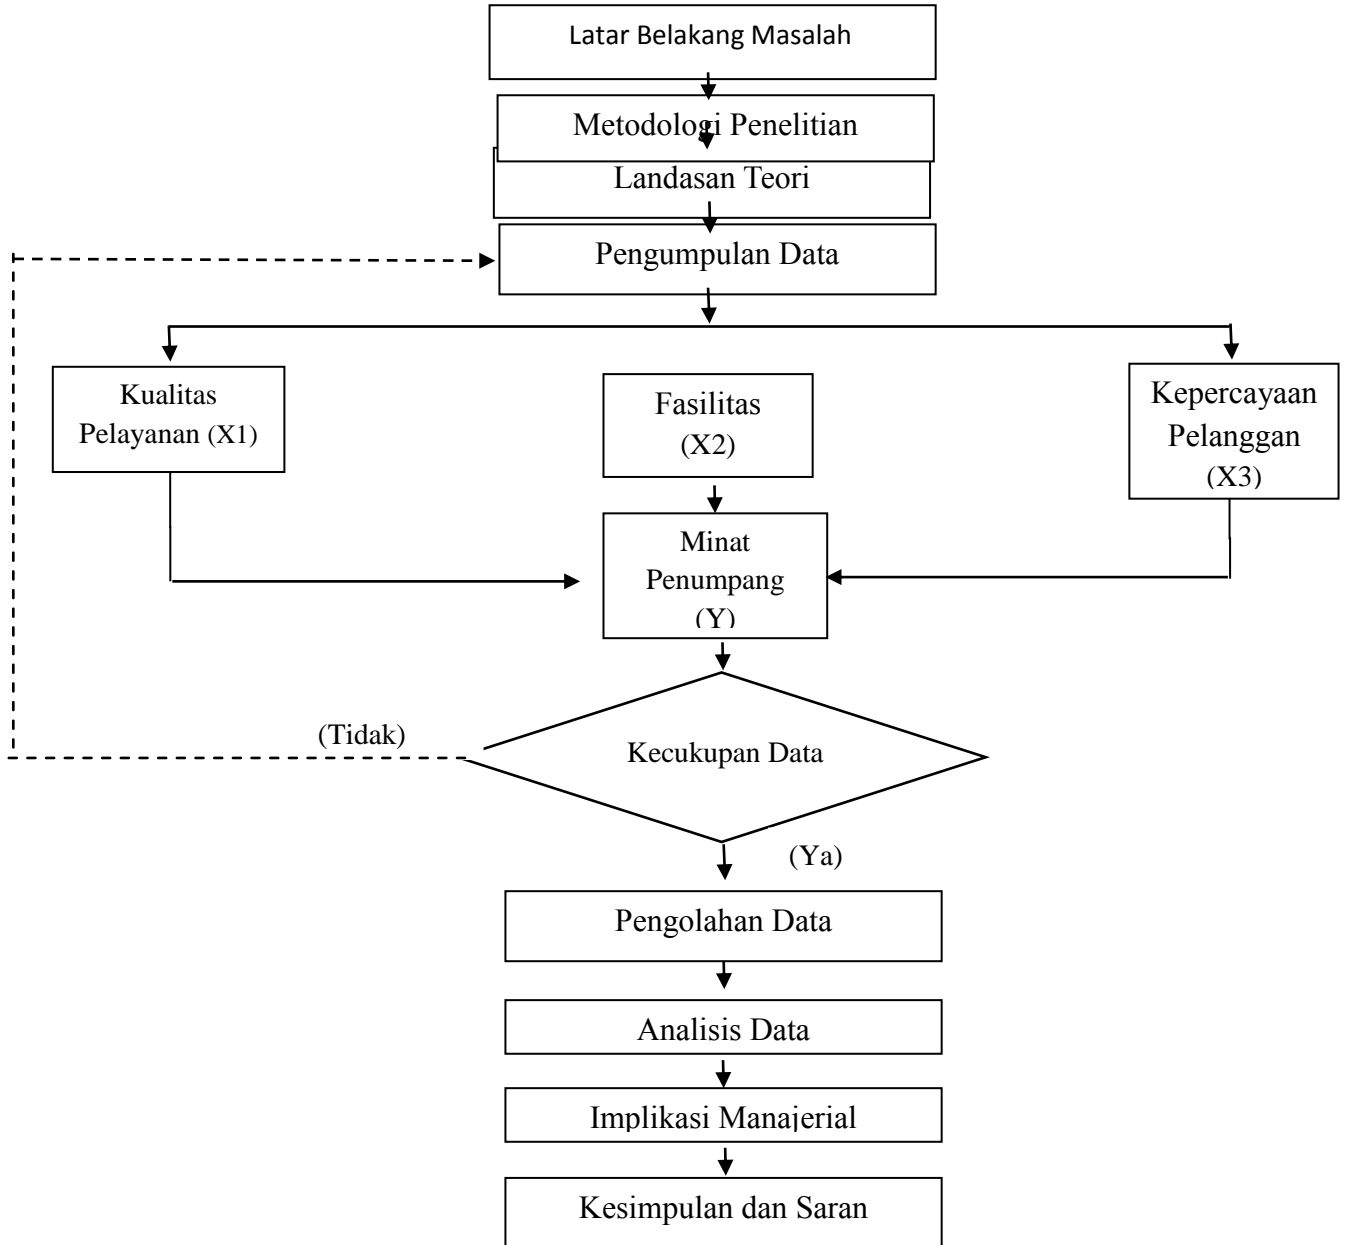 Latar Belakang Masalah
Metodologi Penelitian
Landasan Teori
Pengumpulan Data
Kualitas
Pelayanan (X1)
Fasilitas
(X2)
Kepercayaan
Pelanggan
(X3)
Minat
Penumpang
(Y)
(Tidak)
Kecukupan Data
(Ya)
Pengolahan Data
Analisis Data
Implikasi Manajerial
Kesimpulan dan Saran